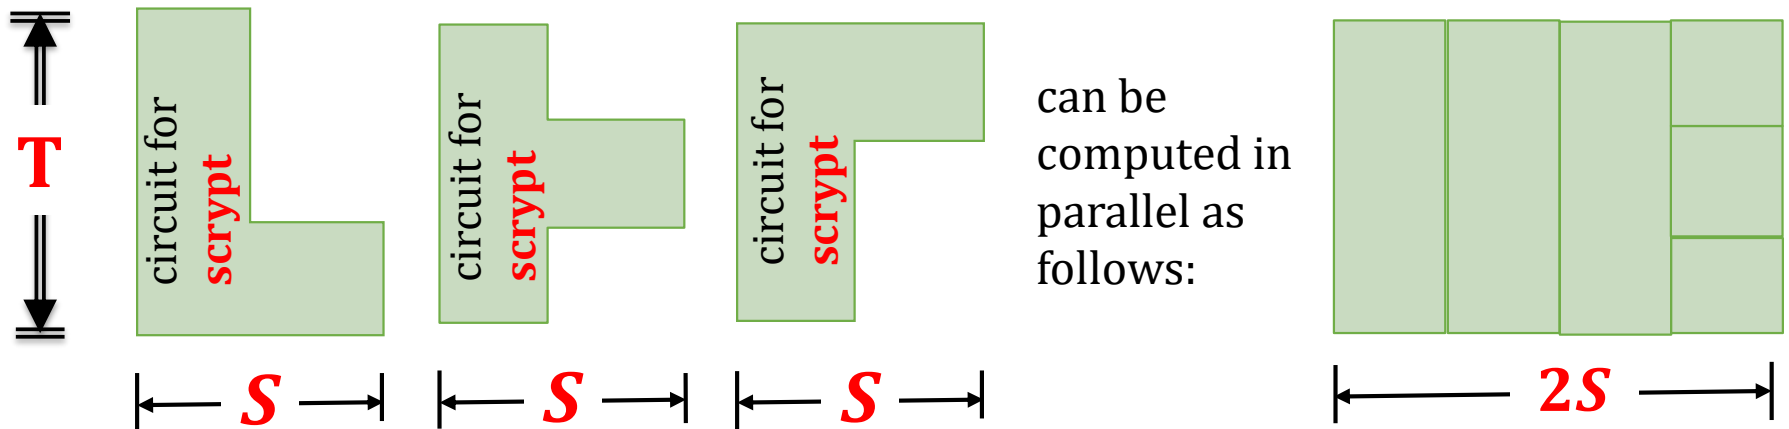 T
circuit for
scrypt
circuit for
scrypt
circuit for
scrypt
can be
computed in
parallel as
follows:
S
S
S
2S